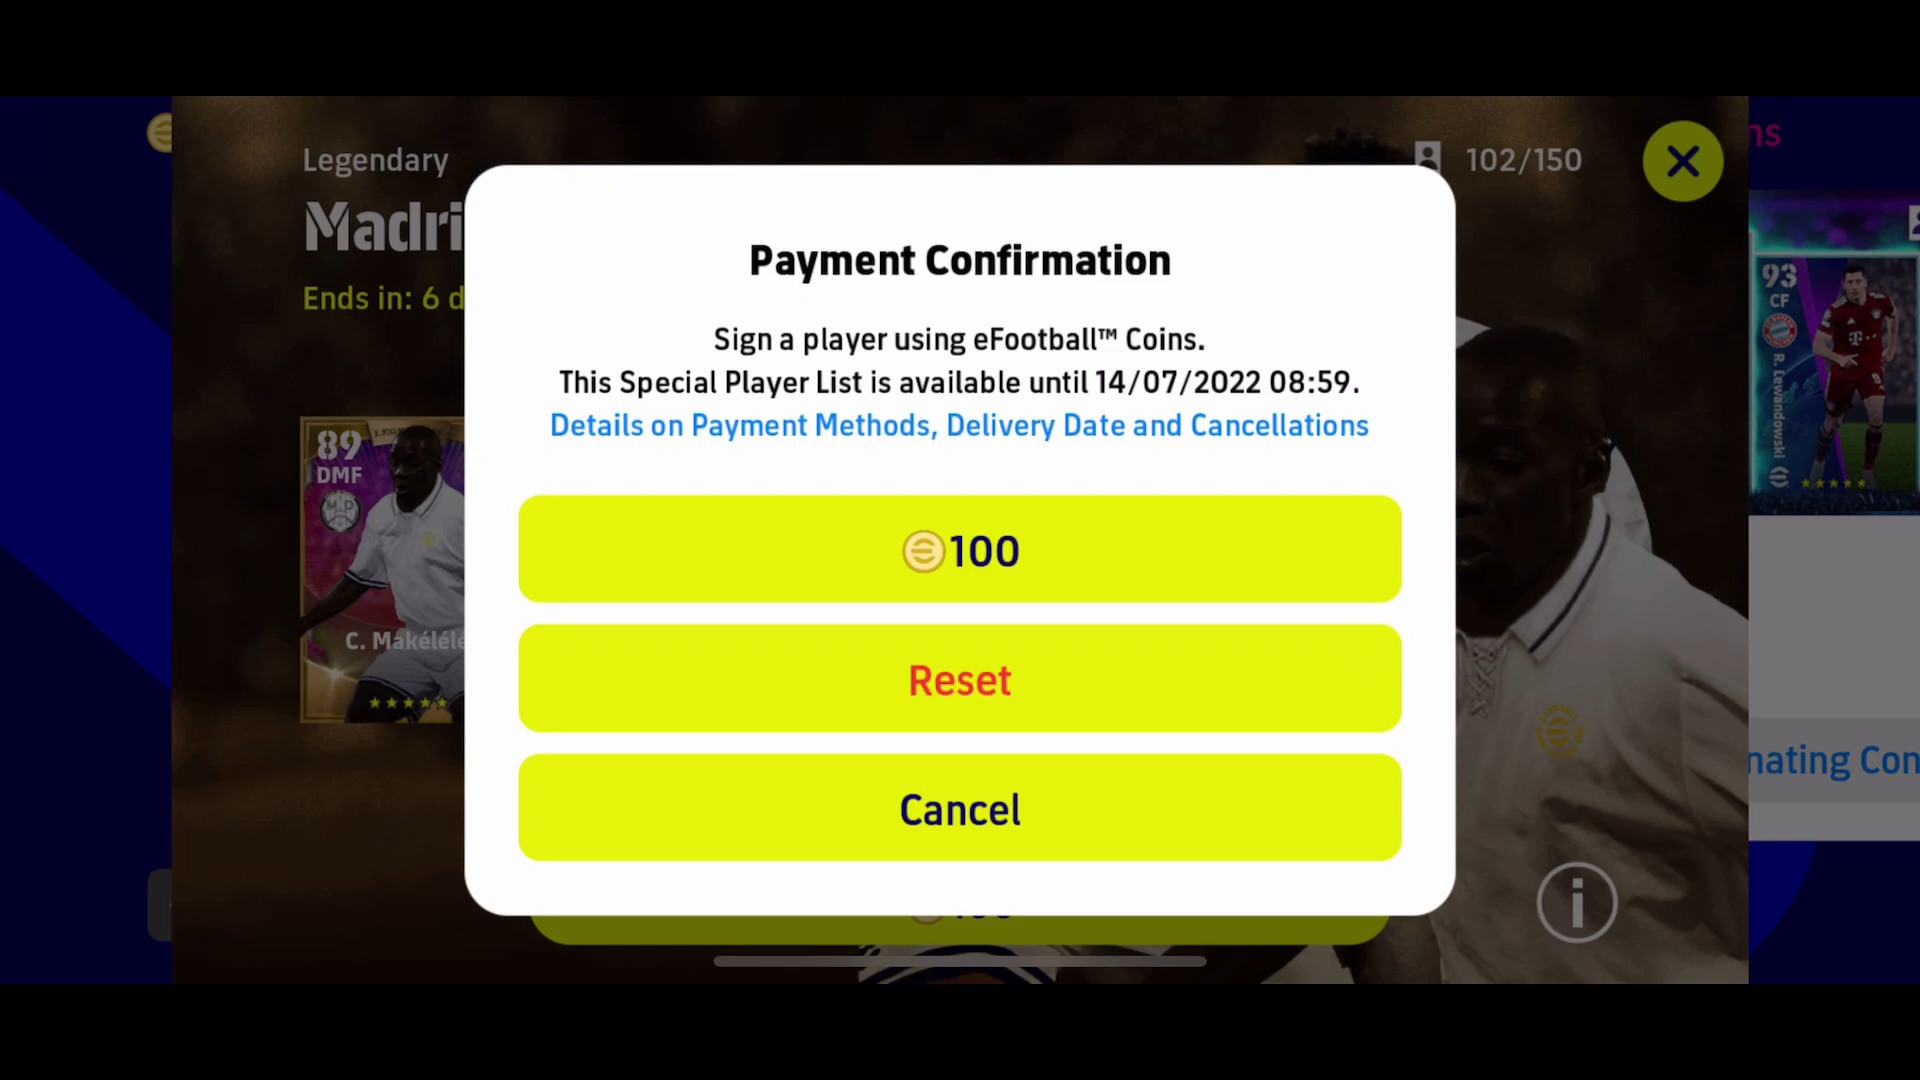 Legendary
102/150
ns
Madri
Ends in: 6 d
Payment Confirmation
Sign a player using eFootball™ Coins.
This Special Player List is available until 14/07/2022 08:59.
Details on Payment Methods, Delivery Date and Cancellations
89
DMF
C. Makélélé
93
CF
R. Lewandowski
100
Reset
Cancel
nating Con